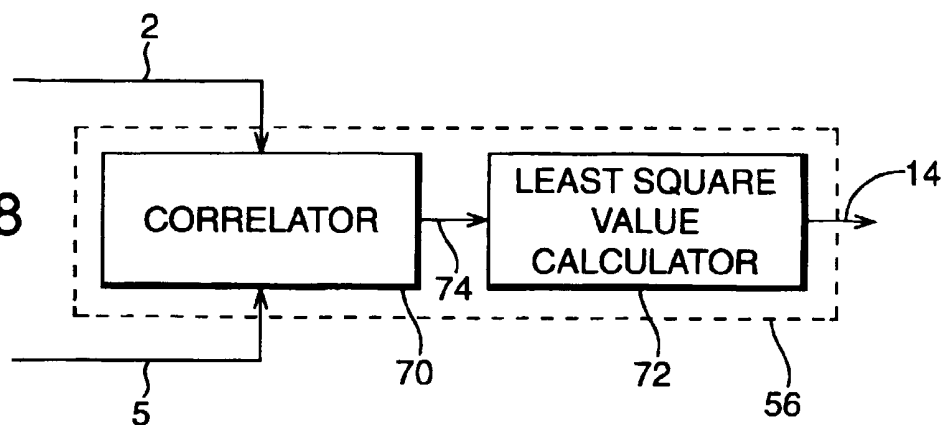 2
8
CORRELATOR
LEAST SQUARE
VALUE
CALCULATOR
14
74
5
70
72
56